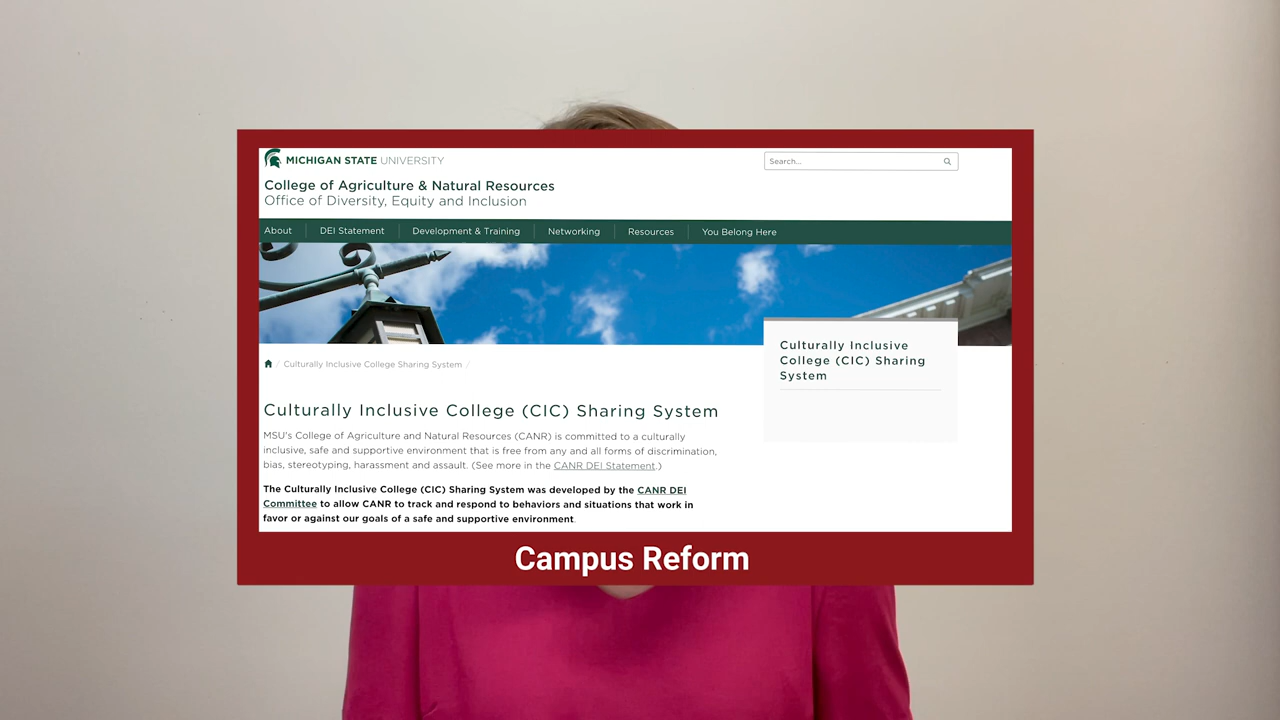 MICHIGAN STATE UNIVERSITY
Search...
College of Agriculture & Natural Resources
Office of Diversity, Equity and Inclusion
About DEI Statement Development & Training Networking Resources You Belong Here
Culturally Inclusive College Sharing System
Culturally Inclusive
College (CIC) Sharing
System
Culturally Inclusive College (CIC) Sharing System
MSU's College of Agriculture and Natural Resources (CANR) is committed to a culturally
inclusive, safe and supportive environment that is free from any and all forms of discrimination,
bias, stereotyping, harassment and assault. (See more in the CANR DEI Statement.)
The Culturally Inclusive College (CIC) Sharing System was developed by the CANR DEI
Committee to allow CANR to track and respond to behaviors and situations that work in
favor or against our goals of a safe and supportive environment.
Campus Reform